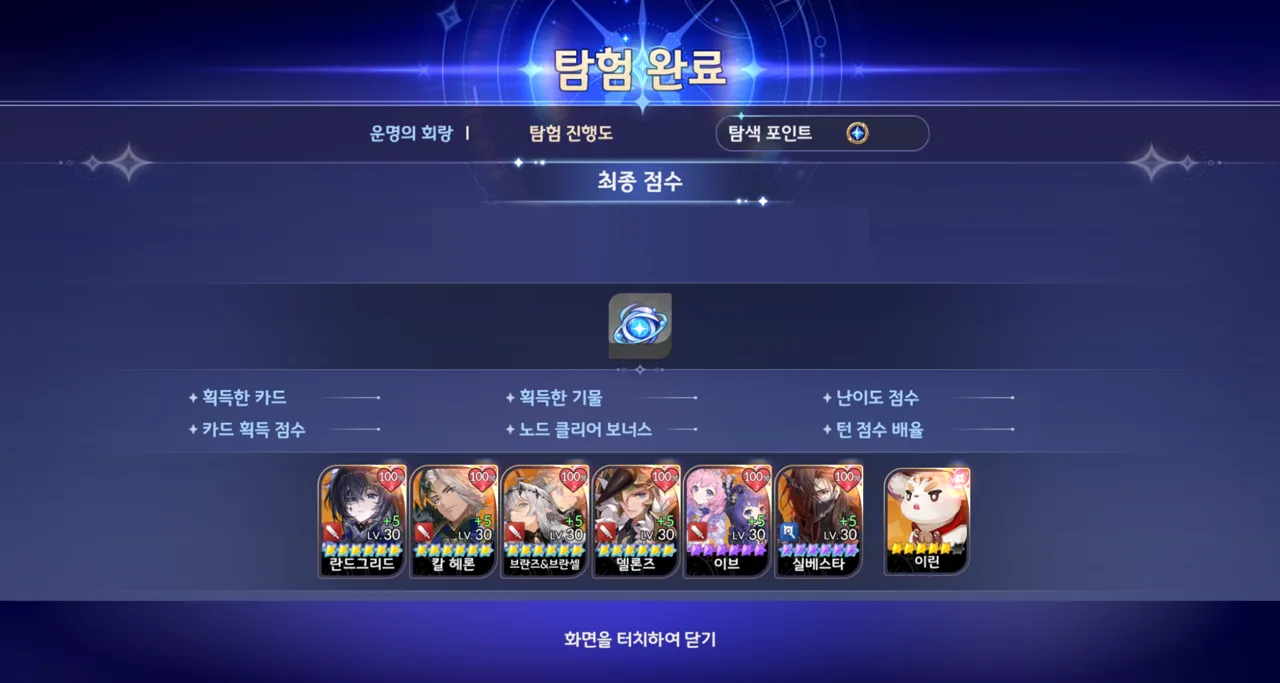 탐험 완료
운명의 회랑 I 탐험 진행도 탐색 포인트
최종 점수
획득한 카드 획득한 기물 난이도 점수
카드 획득 점수 노드 클리어 보너스 턴 점수 배율
100% 100% 100% 100% 100% 100%
+5 +5 +5 +5 +5 +5
LV.30 LV.30 LV.30 LV.30 LV.30 LV.30
란드그리드 칼 헤론 브란즈&브란셀 델론즈 이브 실베스타 이린
화면을 터치하여 닫기